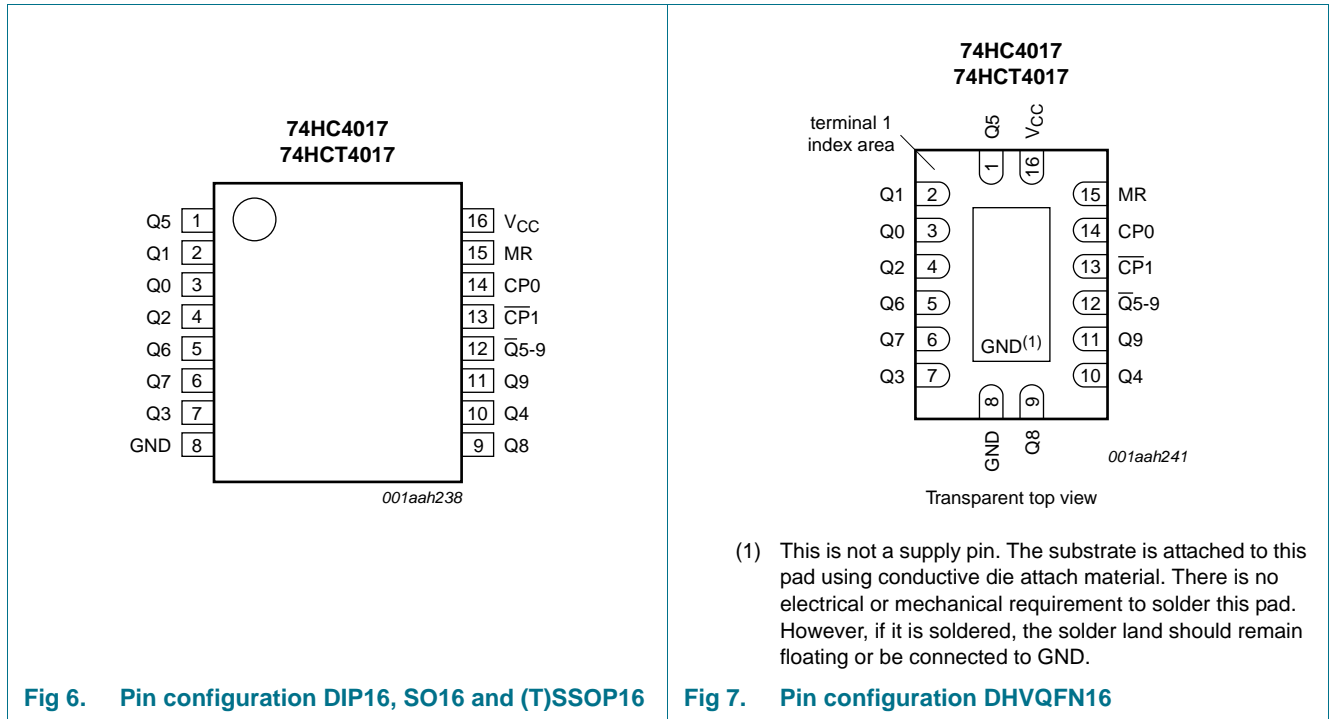 74HC4017
74HCT4017
Q5 1
Q1 2
Q0 3
Q2 4
Q6 5
Q7 6
Q3 7
GND 8
16 VCC
15 MR
14 CP0
13 C̅P̅1
12 Q̅5-9
11 Q9
10 Q4
9 Q8
001aah238
Fig 6. Pin configuration DIP16, SO16 and (T)SSOP16
74HC4017
74HCT4017
terminal 1
index area
Q5
VCC
1
16
Q1 2
Q0 3
Q2 4
Q6 5
Q7 6
Q3 7
15 MR
14 CP0
13 C̅P̅1
12 Q̅5-9
11 Q9
10 Q4
GND(1)
8
9
GND
Q8
001aah241
Transparent top view
(1) This is not a supply pin. The substrate is attached to this
pad using conductive die attach material. There is no
electrical or mechanical requirement to solder this pad.
However, if it is soldered, the solder land should remain
floating or be connected to GND.
Fig 7. Pin configuration DHVQFN16